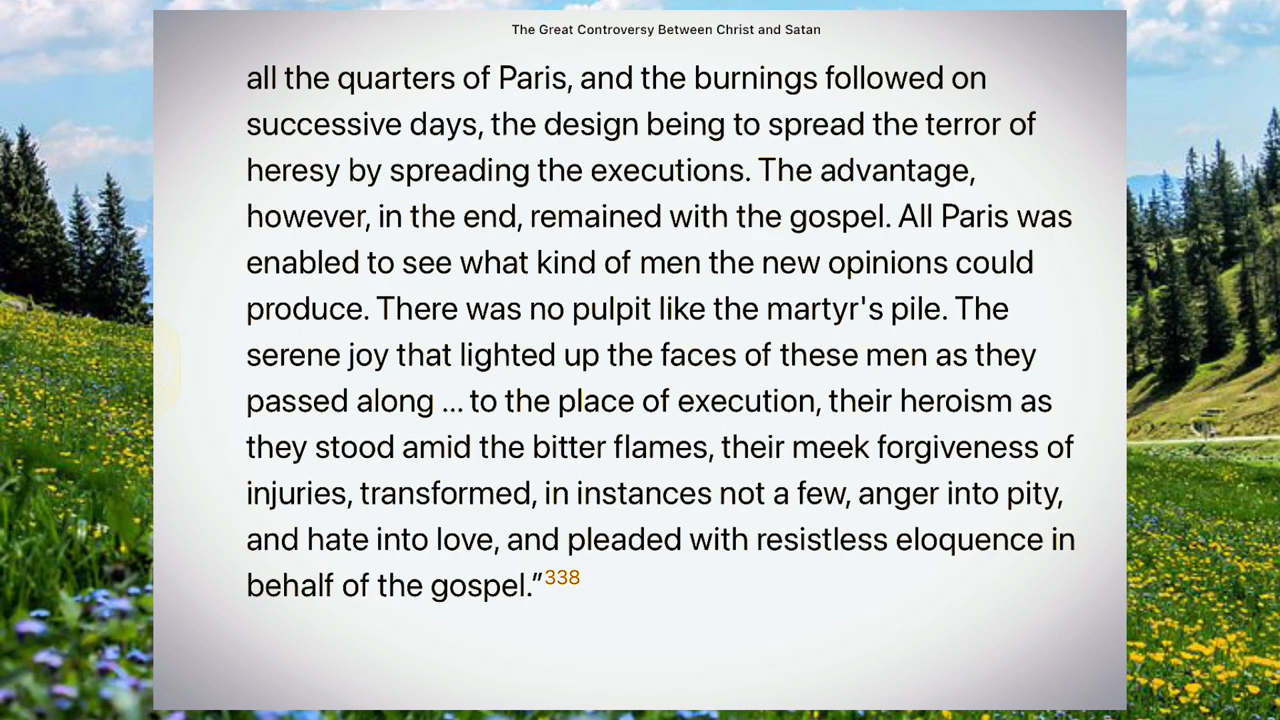 The Great Controversy Between Christ and Satan
all the quarters of Paris, and the burnings followed on
successive days, the design being to spread the terror of
heresy by spreading the executions. The advantage,
however, in the end, remained with the gospel. All Paris was
enabled to see what kind of men the new opinions could
produce. There was no pulpit like the martyr's pile. The
serene joy that lighted up the faces of these men as they
passed along ... to the place of execution, their heroism as
they stood amid the bitter flames, their meek forgiveness of
injuries, transformed, in instances not a few, anger into pity,
and hate into love, and pleaded with resistless eloquence in
behalf of the gospel.”338